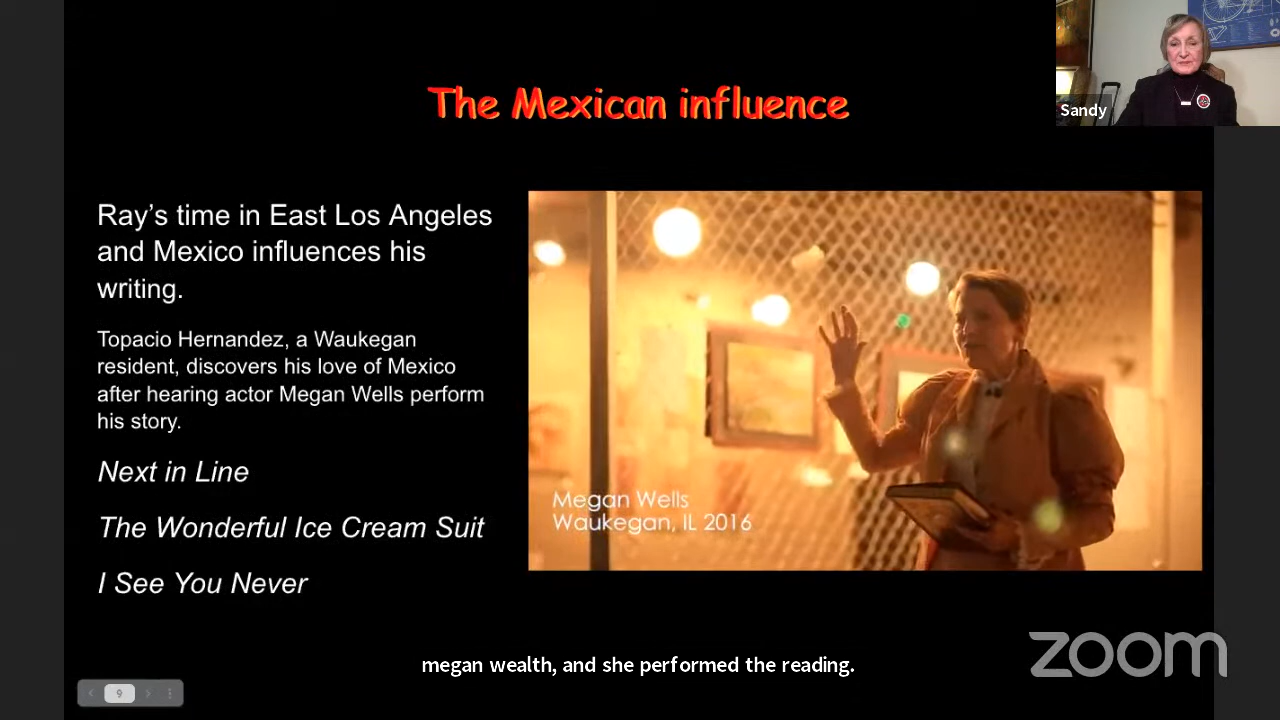 The Mexican influence
Sandy
Ray’s time in East Los Angeles
and Mexico influences his
writing.
Topacio Hernandez, a Waukegan
resident, discovers his love of Mexico
after hearing actor Megan Wells perform
his story.
Next in Line
The Wonderful Ice Cream Suit
I See You Never
Megan Wells
Waukegan, IL 2016
megan wealth, and she performed the reading.
zoom
9